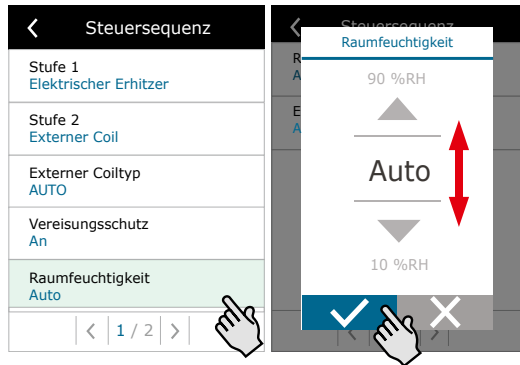 Steuersequenz
Stufe 1
Elektrischer Erhitzer
Stufe 2
Externer Coil
Externer Coiltyp
AUTO
Vereisungsschutz
An
Raumfeuchtigkeit
Auto
1 / 2
Steuersequenz
R
A
E
A
Raumfeuchtigkeit
90 %RH
Auto
10 %RH